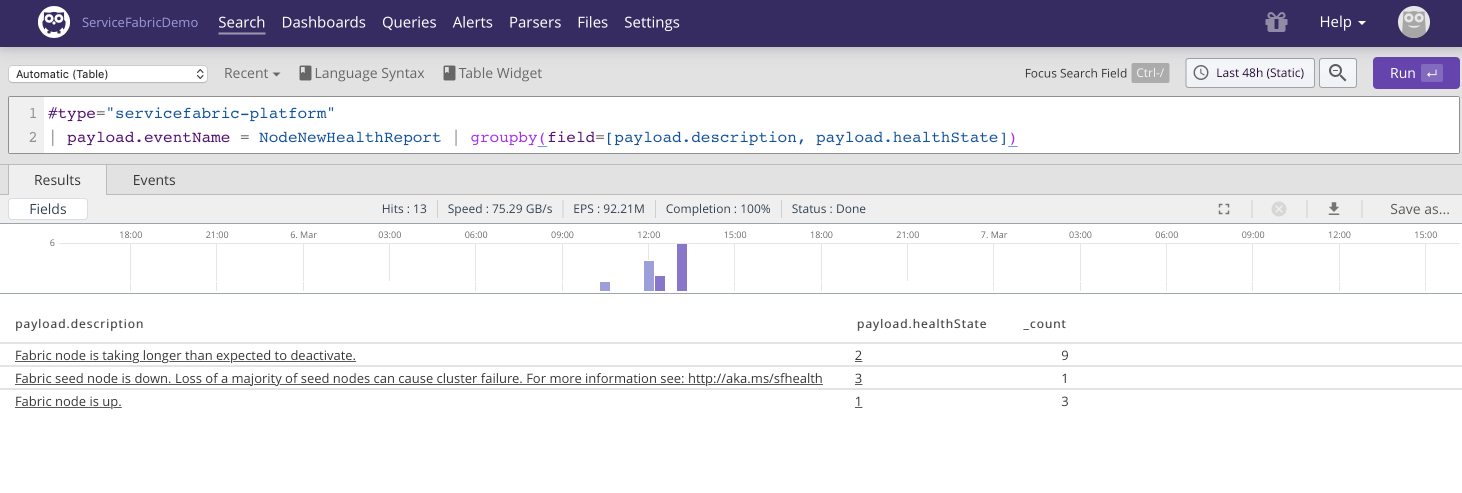 ServiceFabricDemo Search Dashboards Queries Alerts Parsers Files Settings Help
Automatic (Table) Recent Language Syntax Table Widget Focus Search Field Ctrl-/ Last 48h (Static) Run
1 #type="servicefabric-platform"
2 | payload.eventName = NodeNewHealthReport | groupby(field=[payload.description, payload.healthState])
Results Events
Fields Hits : 13 Speed : 75.29 GB/s EPS : 92.21M Completion : 100% Status : Done Save as...
18:00 21:00 6. Mar 03:00 06:00 09:00 12:00 15:00 18:00 21:00 7. Mar 03:00 06:00 09:00 12:00 15:00
6
payload.description payload.healthState _count
Fabric node is taking longer than expected to deactivate. 2 9
Fabric seed node is down. Loss of a majority of seed nodes can cause cluster failure. For more information see: http://aka.ms/sfhealth 3 1
Fabric node is up. 1 3